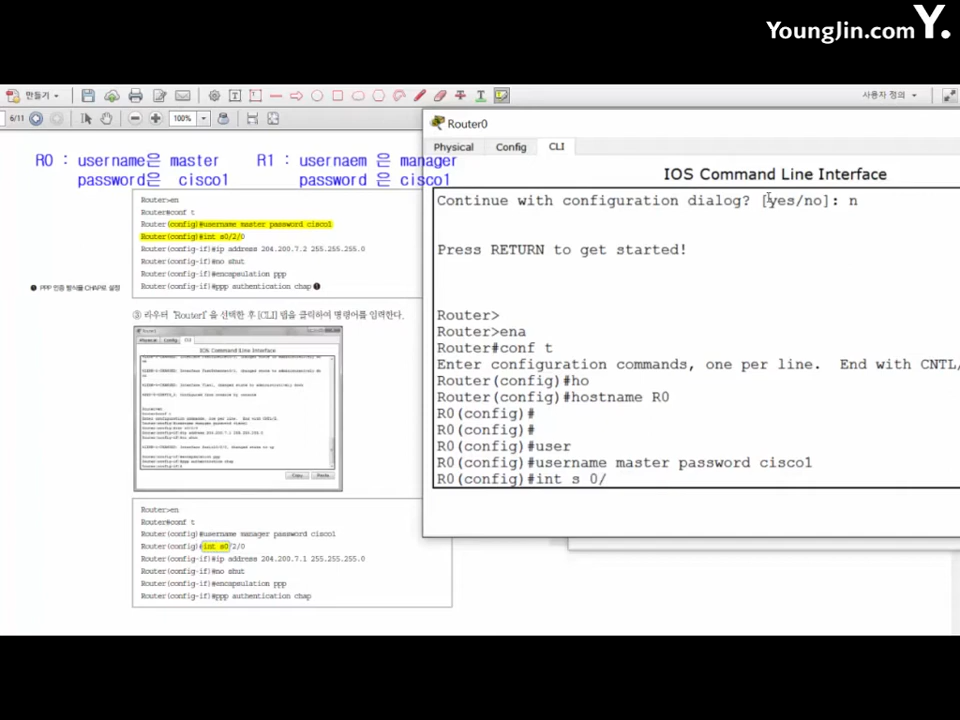 YoungJin.com Y.
만들기
사용자 정의
6/11
100%
R0 : username은 master
password은 cisco1
R1 : usernaem 은 manager
password 은 cisco1
Router>en
Router#conf t
Router(config)#username master password cisco1
Router(config)#int s0/2/0
Router(config-if)#ip address 204.200.7.2 255.255.255.0
Router(config-if)#no shut
Router(config-if)#encapsulation ppp
Router(config-if)#ppp authentication chap ❶
❶ PPP 인증 방식을 CHAP로 설정
③ 라우터 'Router1'을 선택한 후 [CLI] 탭을 클릭하여 명령어를 입력한다.
IOS Command Line Interface
Copy Paste
Router>en
Router#conf t
Router(config)#username manager password cisco1
Router(config)#int s0/2/0
Router(config-if)#ip address 204.200.7.1 255.255.255.0
Router(config-if)#no shut
Router(config-if)#encapsulation ppp
Router(config-if)#ppp authentication chap
Router0
Physical Config CLI
IOS Command Line Interface
Continue with configuration dialog? [yes/no]: n
Press RETURN to get started!
Router>
Router>ena
Router#conf t
Enter configuration commands, one per line. End with CNTL/
Router(config)#ho
Router(config)#hostname R0
R0(config)#
R0(config)#
R0(config)#user
R0(config)#username master password cisco1
R0(config)#int s 0/